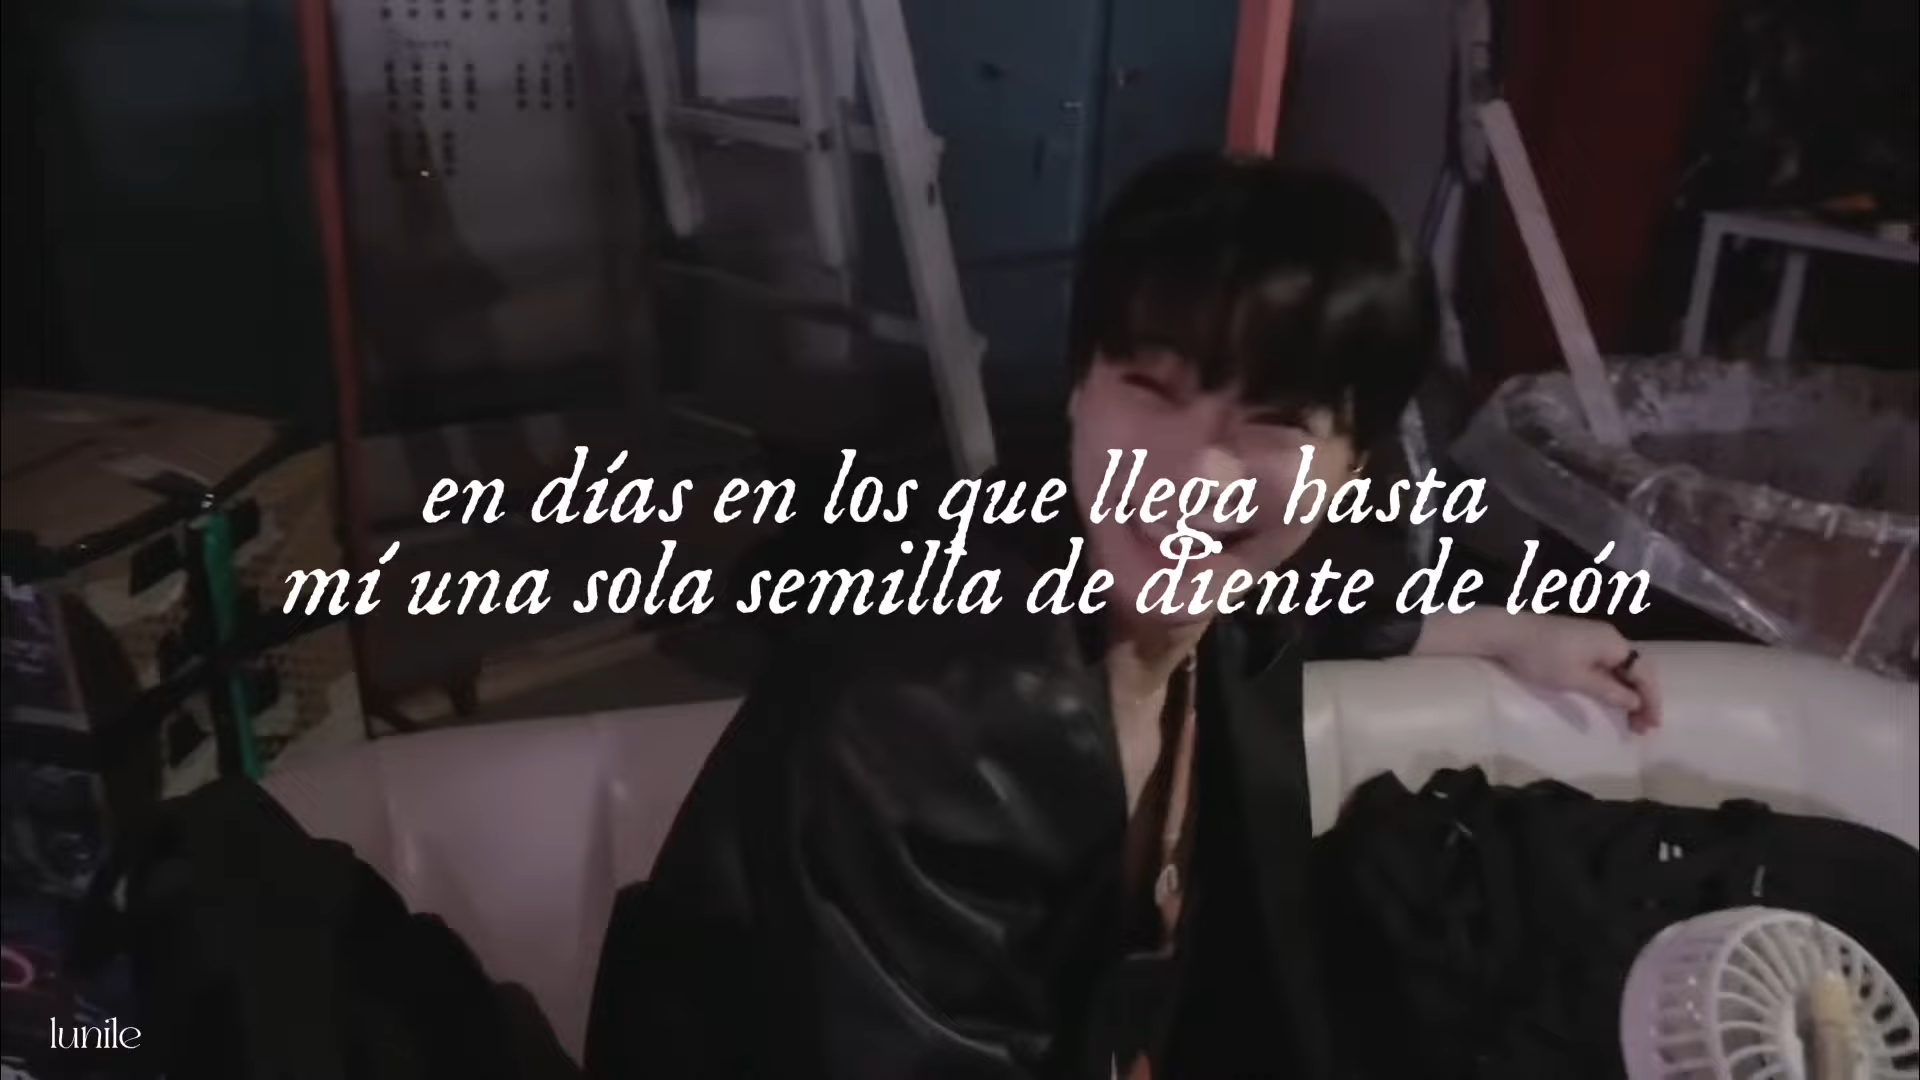 en días en los que llega hasta
mí una sola semilla de diente de león
lunile